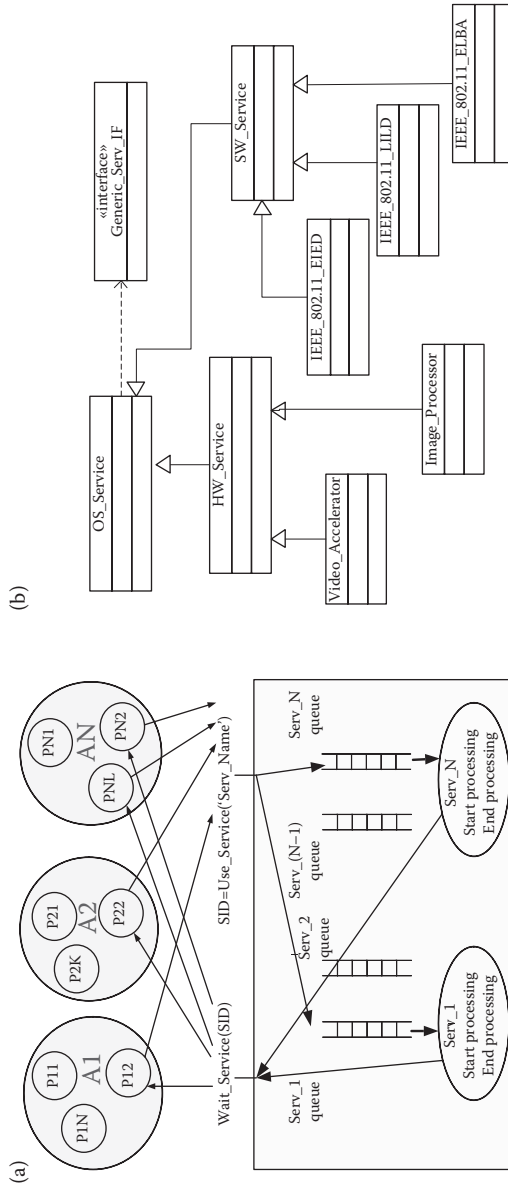 (a)
P11
P1N
A1
P12
P21
P2K
A2
P22
PN1
AN
PNL
PN2
Wait_Service(SID)
SID=Use_Service('Serv_Name')
Serv_1
queue
Serv_2
queue
Serv_(N−1)
queue
Serv_N
queue
Serv_1
Start processing
End processing
Serv_N
Start processing
End processing
(b)
OS_Service
«interface»
Generic_Serv_IF
HW_Service
SW_Service
Video_Accelerator
Image_Processor
IEEE_802.11_EIED
IEEE_802.11_LILD
IEEE_802.11_ELBA